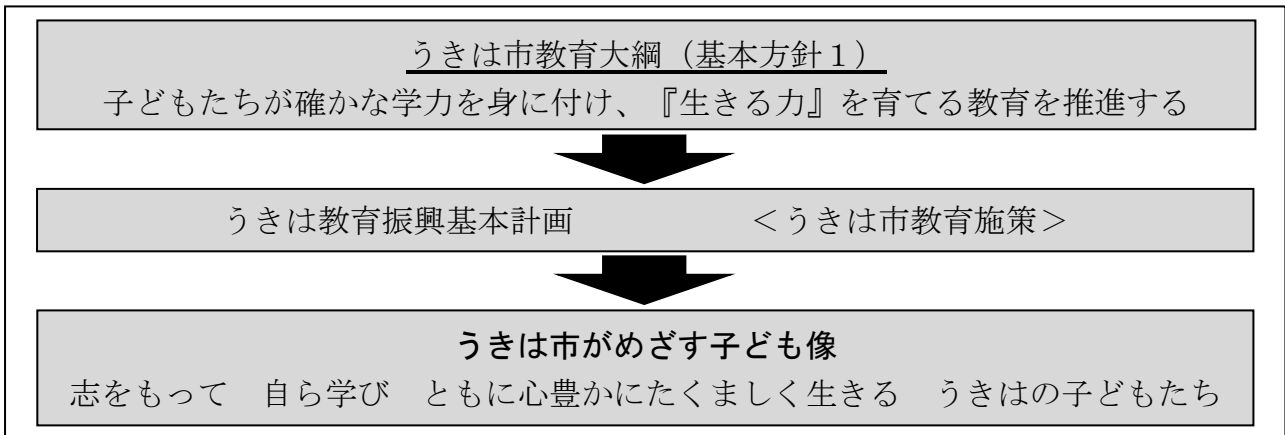 うきは市教育大綱（基本方針１）
子どもたちが確かな学力を身に付け、『生きる力』を育てる教育を推進する
うきは教育振興基本計画　　　　　＜うきは市教育施策＞
うきは市がめざす子ども像
志をもって　自ら学び　ともに心豊かにたくましく生きる　うきはの子どもたち